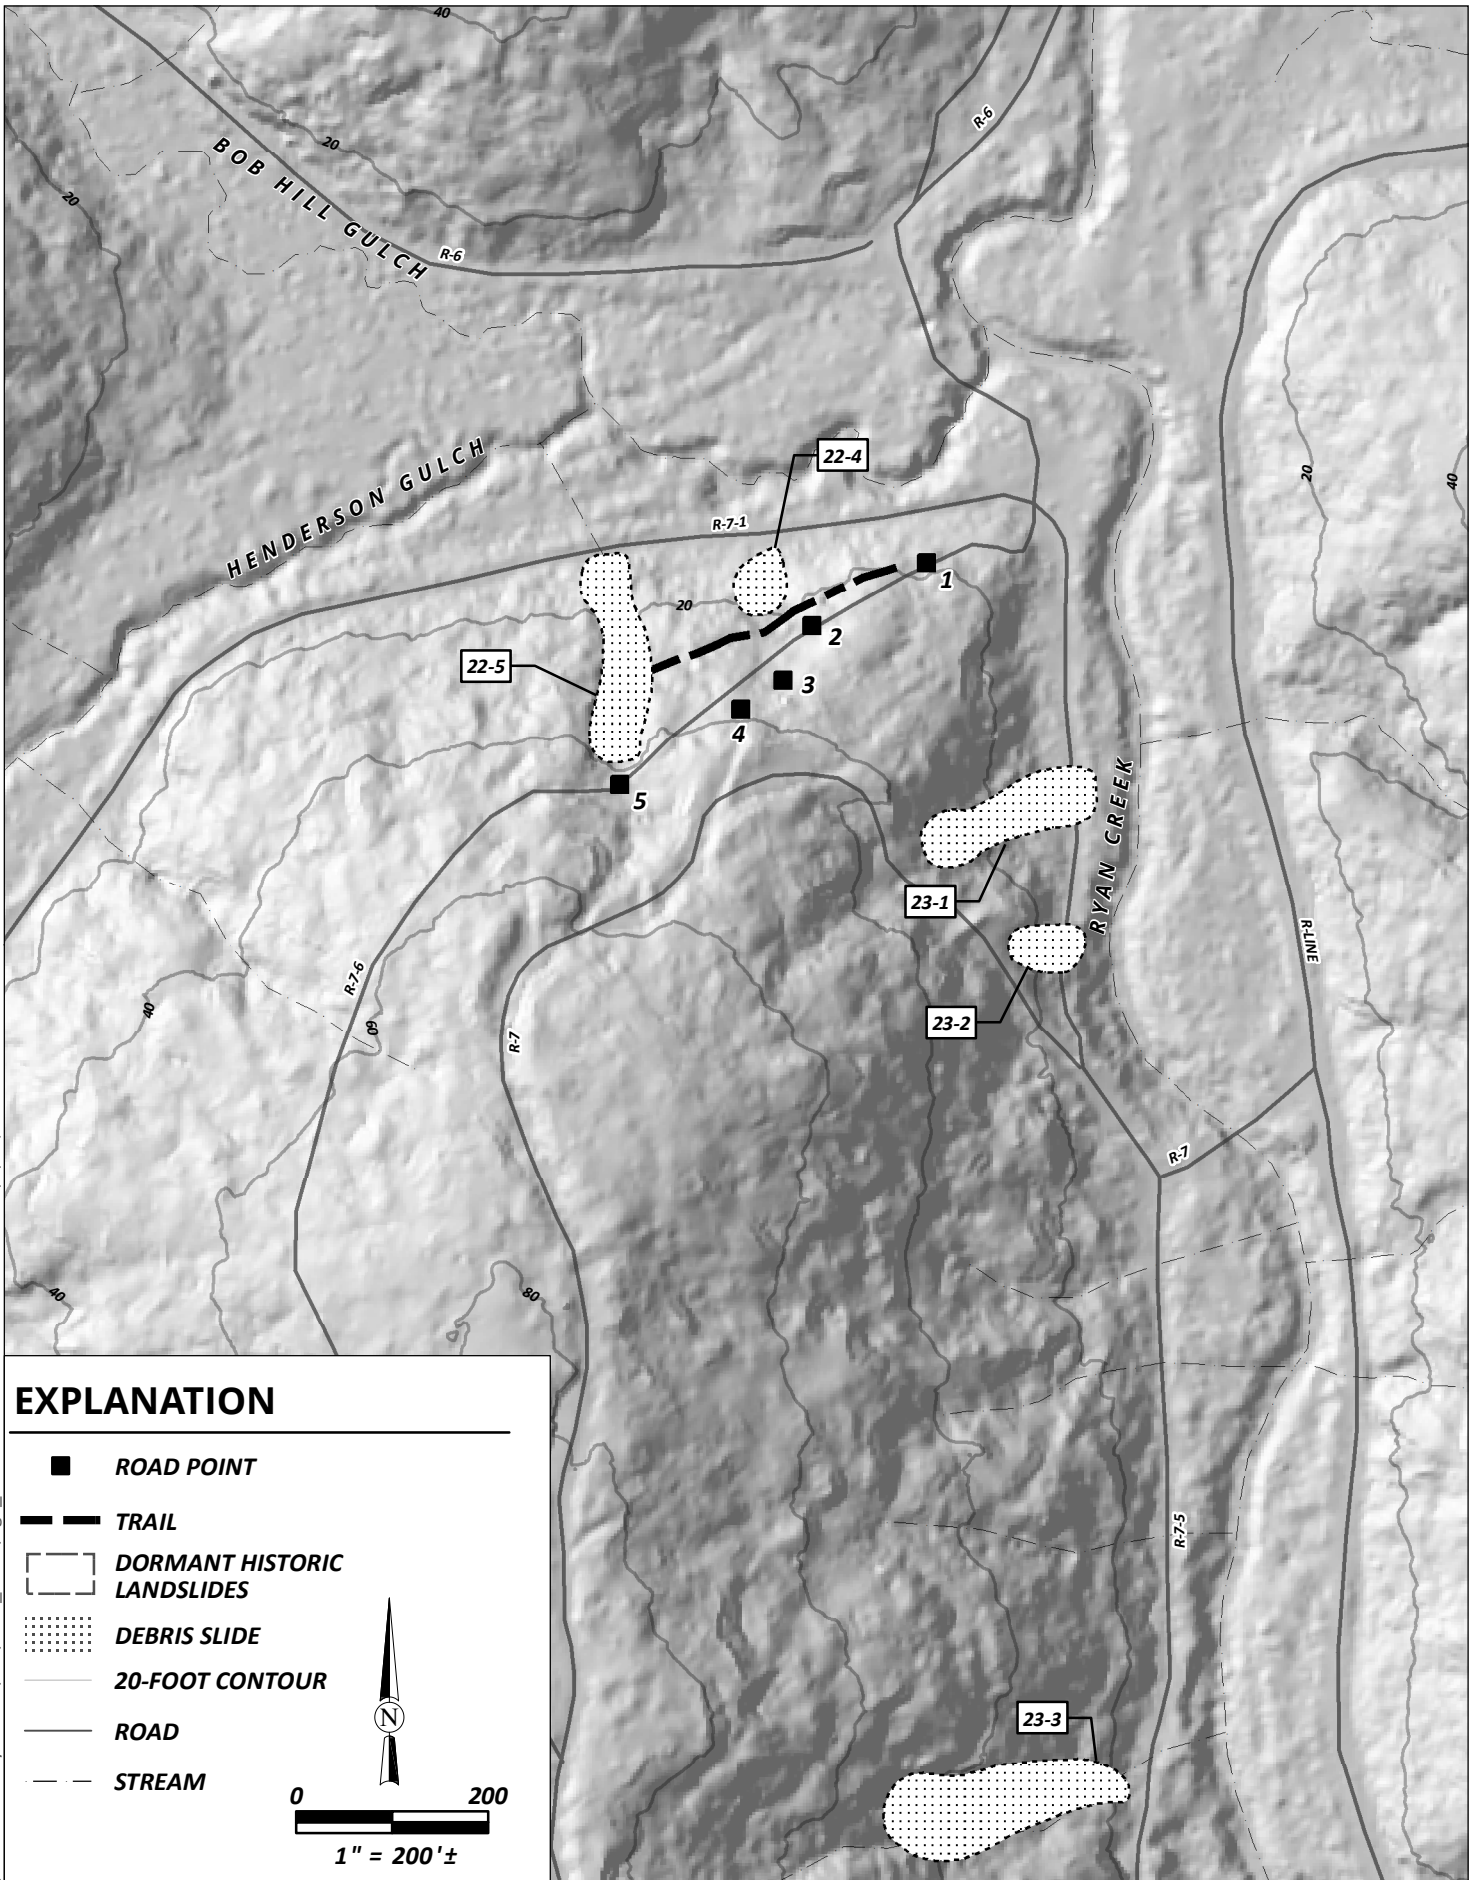 40
R-6
20
BOB HILL GULCH
20
R-6
22-4
HENDERSON GULCH
20
40
R-7-1
1
20
2
22-5
3
4
5
RYAN CREEK
23-1
R-LINE
R-7-6
40
60
23-2
R-7
R-7
40
80
EXPLANATION
ROAD POINT
TRAIL
DORMANT HISTORIC
LANDSLIDES
DEBRIS SLIDE
20-FOOT CONTOUR
ROAD
STREAM
N
0 200
1" = 200'±
R-7-5
23-3